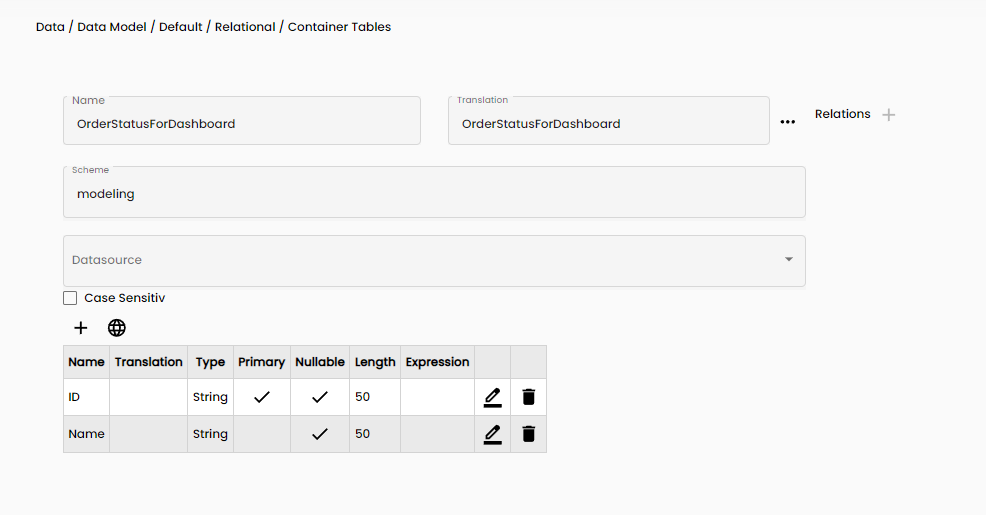 Data / Data Model / Default / Relational / Container Tables
Name
OrderStatusForDashboard
Translation
OrderStatusForDashboard
Relations
Scheme
modeling
Datasource
Case Sensitiv
Name Translation Type Primary Nullable Length Expression
ID String 50
Name String 50